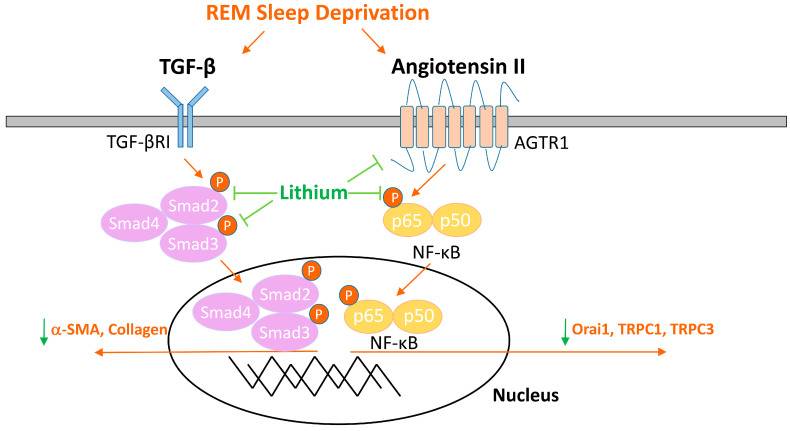 REM Sleep Deprivation
TGF-β
Angiotensin II
TGF-βRI
AGTR1
P
Smad2
Smad4
P
Smad3
Lithium
P
p65
p50
NF-κB
P
Smad2
Smad4
P
Smad3
P
p65
p50
NF-κB
α-SMA, Collagen
Orai1, TRPC1, TRPC3
Nucleus